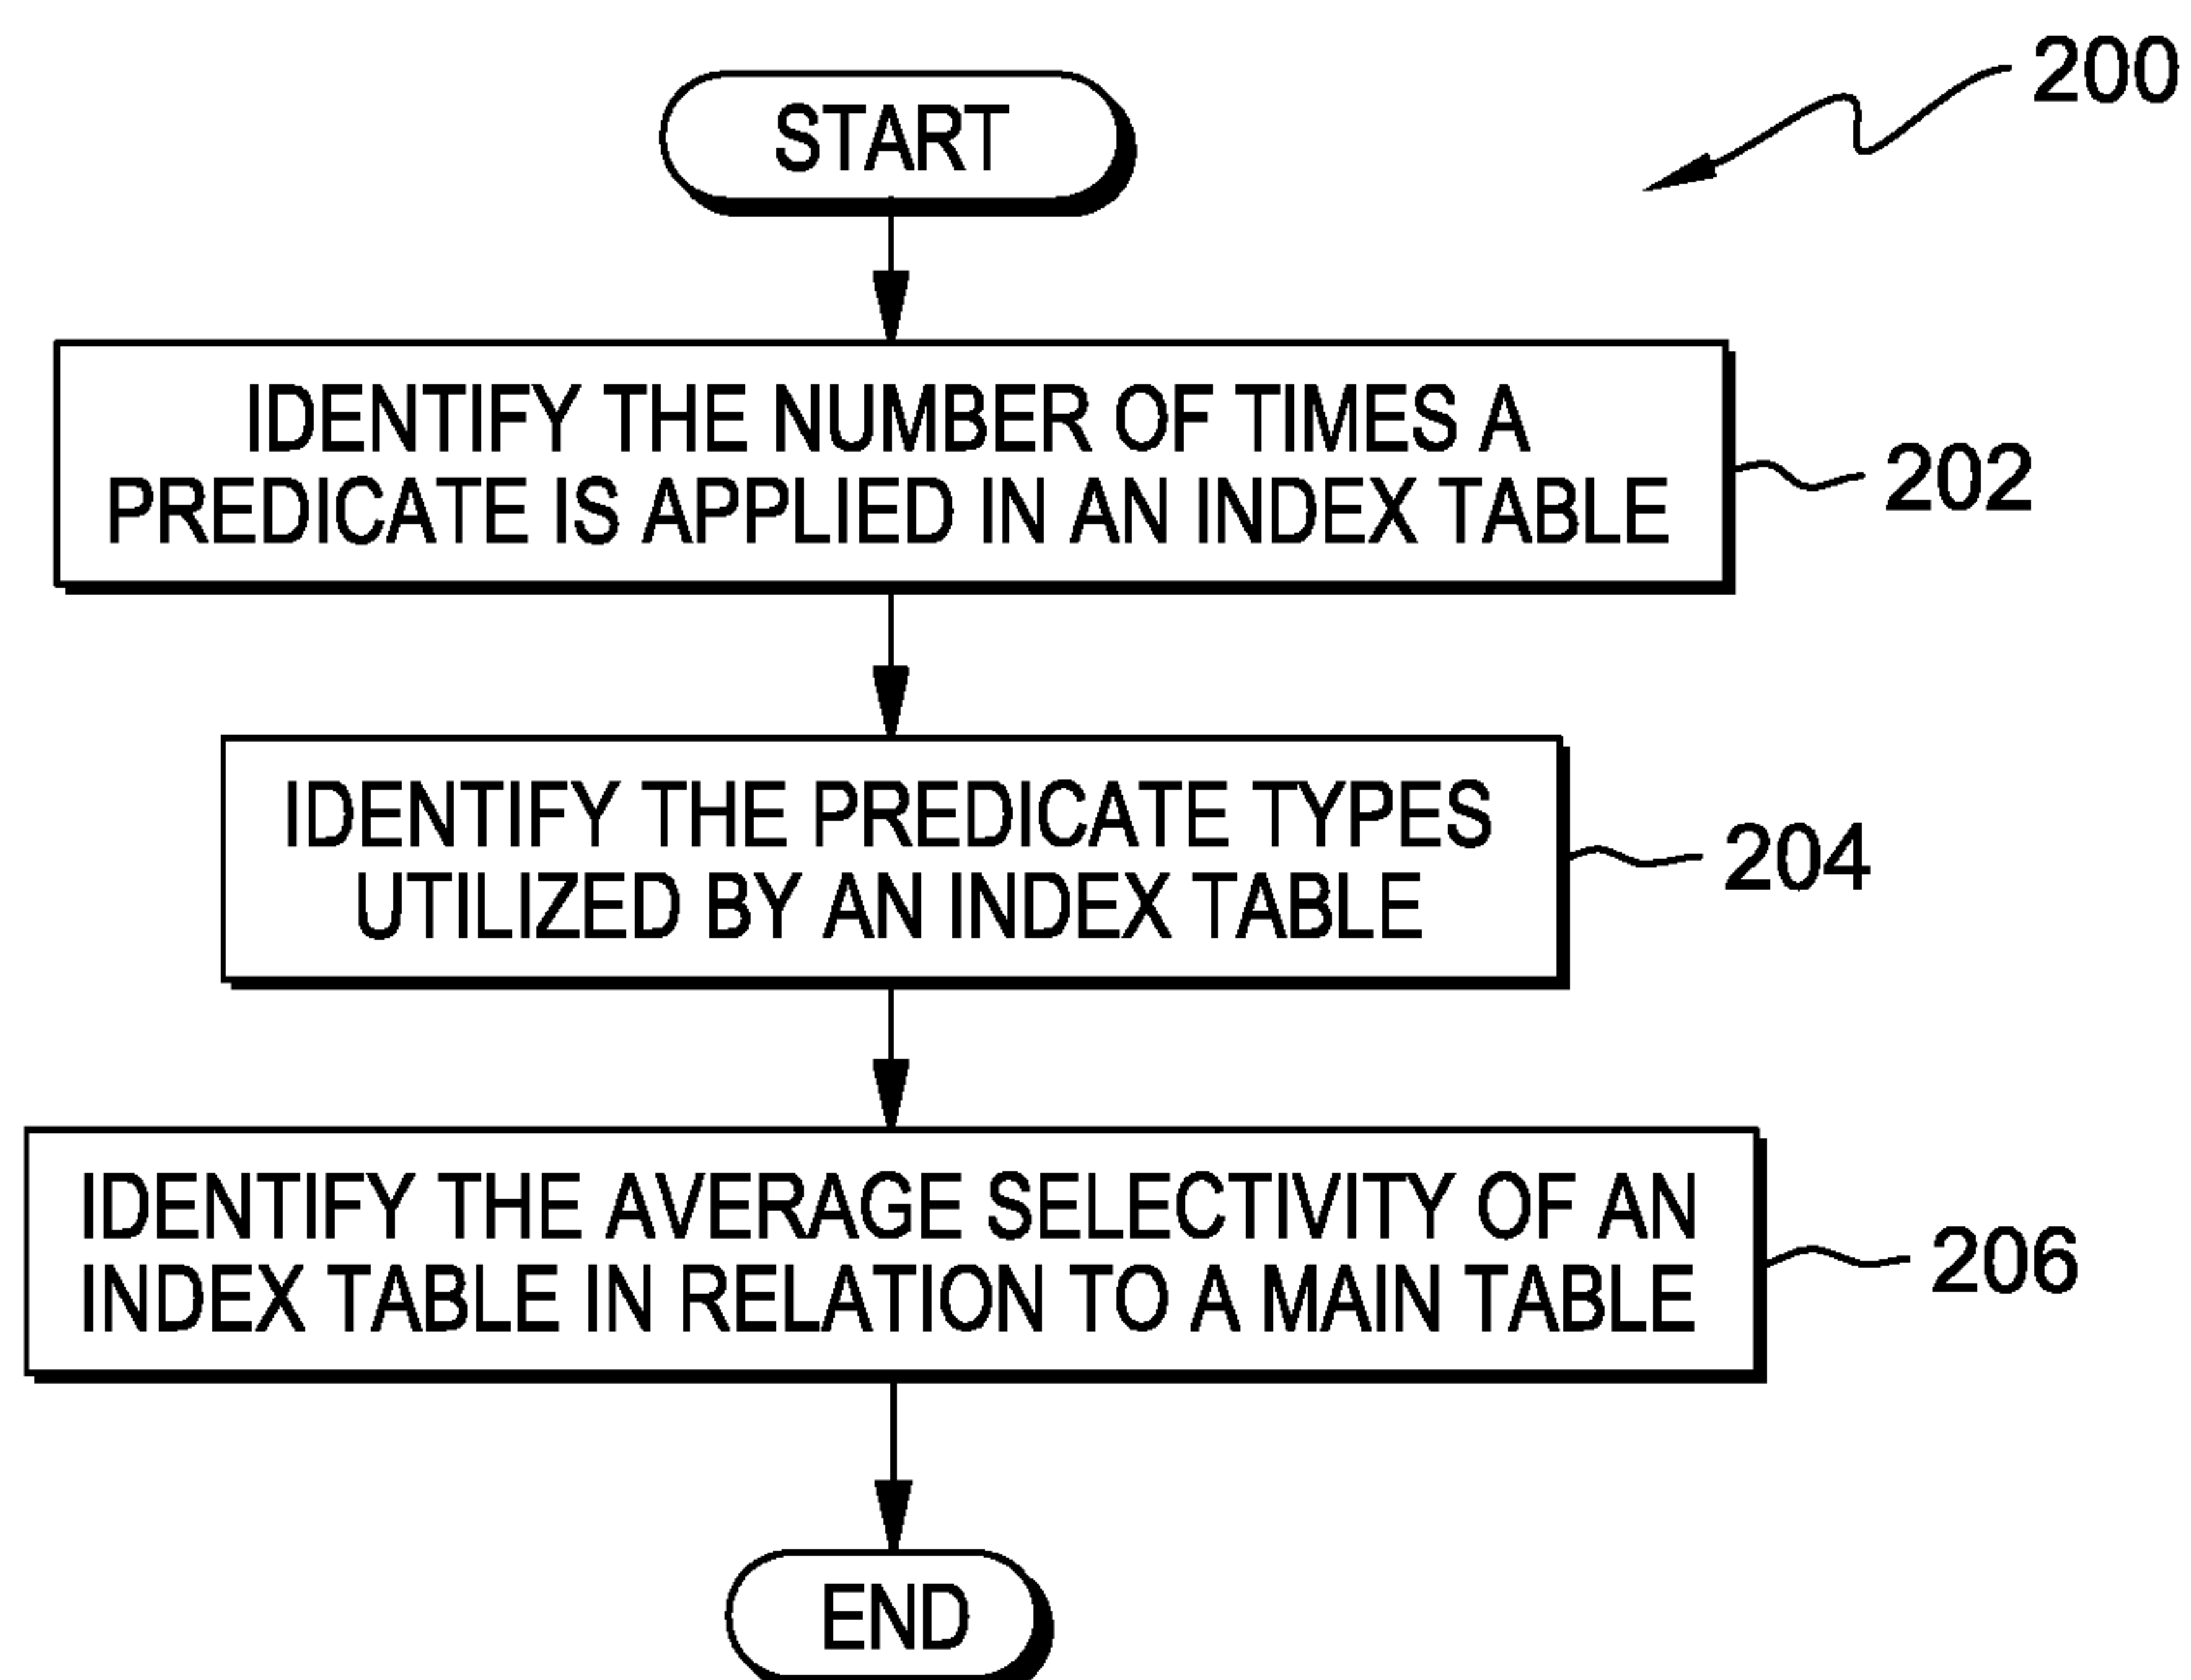 200
START
IDENTIFY THE NUMBER OF TIMES A
PREDICATE IS APPLIED IN AN INDEX TABLE
202
IDENTIFY THE PREDICATE TYPES
UTILIZED BY AN INDEX TABLE
204
IDENTIFY THE AVERAGE SELECTIVITY OF AN
INDEX TABLE IN RELATION TO A MAIN TABLE
206
END